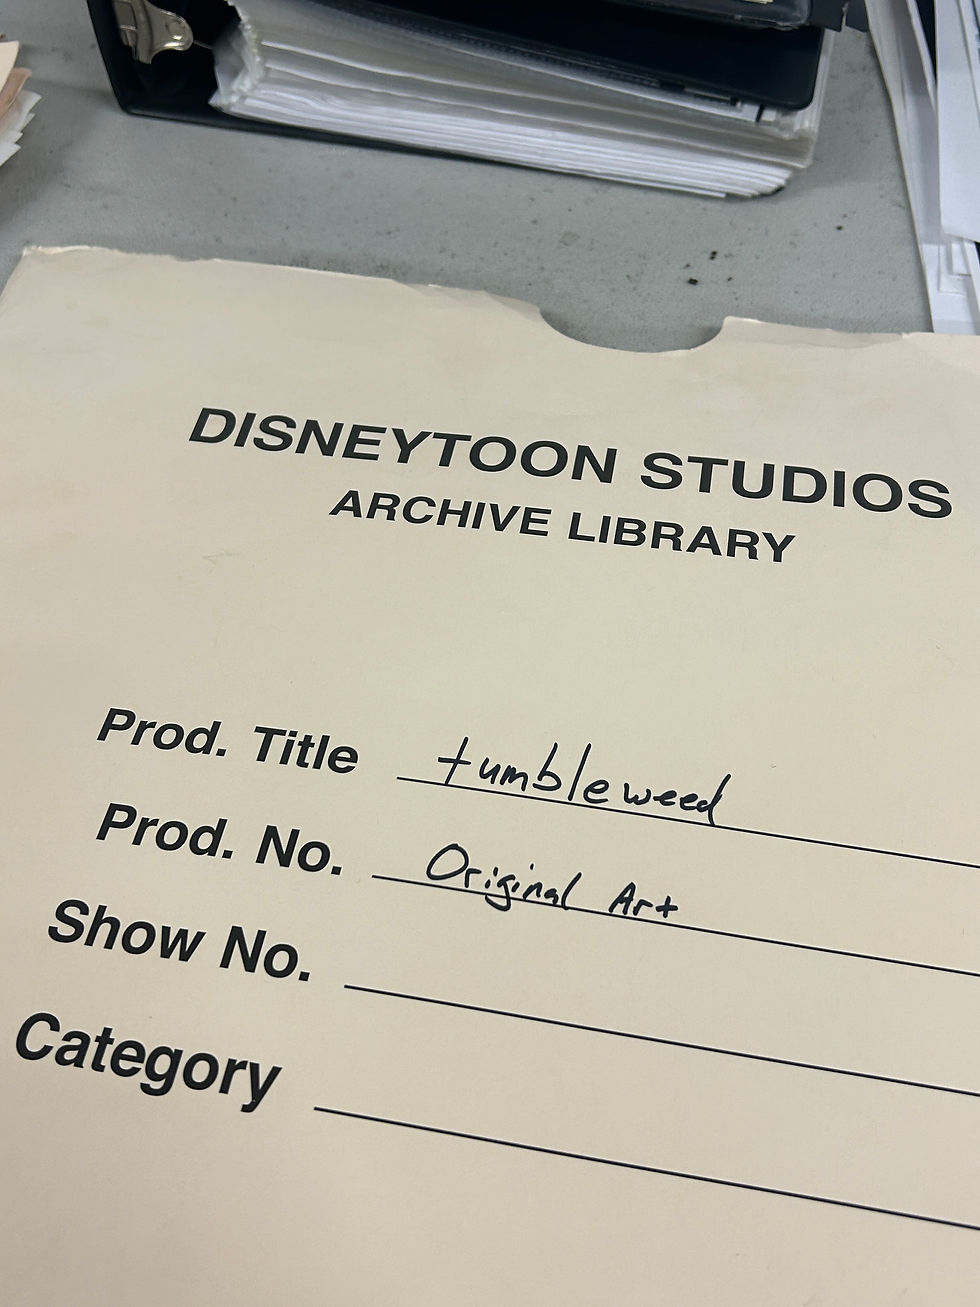 DISNEYTOON STUDIOS
ARCHIVE LIBRARY
Prod. Title tumbleweed
Prod. No. Original Art
Show No.
Category